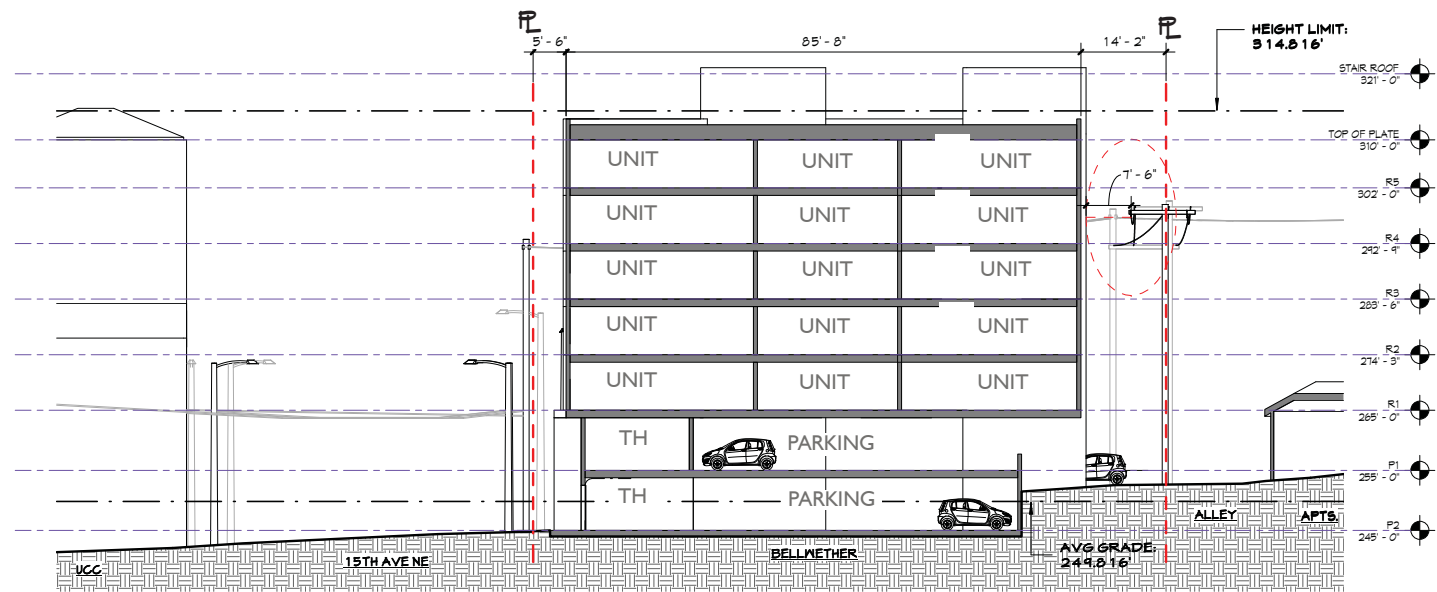 PL
PL
5' - 6"
85' - 8"
14' - 2"
HEIGHT LIMIT:
314.816'
STAIR ROOF
321' - 0"
TOP OF PLATE
310' - 0"
UNIT UNIT UNIT
7' - 6"
R5
302' - 0"
UNIT UNIT UNIT
R4
292' - 9"
UNIT UNIT UNIT
R3
283' - 6"
UNIT UNIT UNIT
R2
274' - 3"
UNIT UNIT UNIT
R1
265' - 0"
TH PARKING
P1
255' - 0"
TH PARKING
ALLEY
APTS.
P2
245' - 0"
UCC
15TH AVE NE
BELLWETHER
AVG GRADE:
249.816'